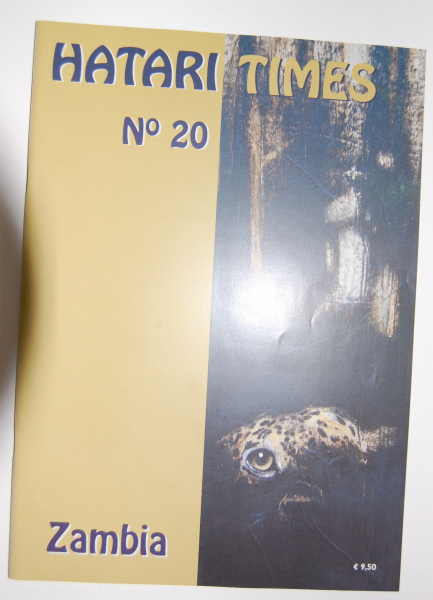 HATARI TIMES
Nº 20
Zambia
€ 9,50